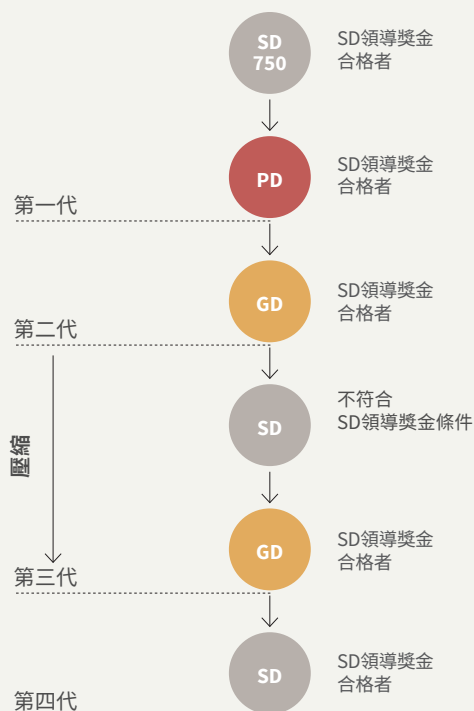 SD
750
SD領導獎金
合格者
PD
SD領導獎金
合格者
第一代
GD
SD領導獎金
合格者
第二代
SD
不符合
SD領導獎金條件
壓縮
GD
SD領導獎金
合格者
第三代
SD
SD領導獎金
合格者
第四代